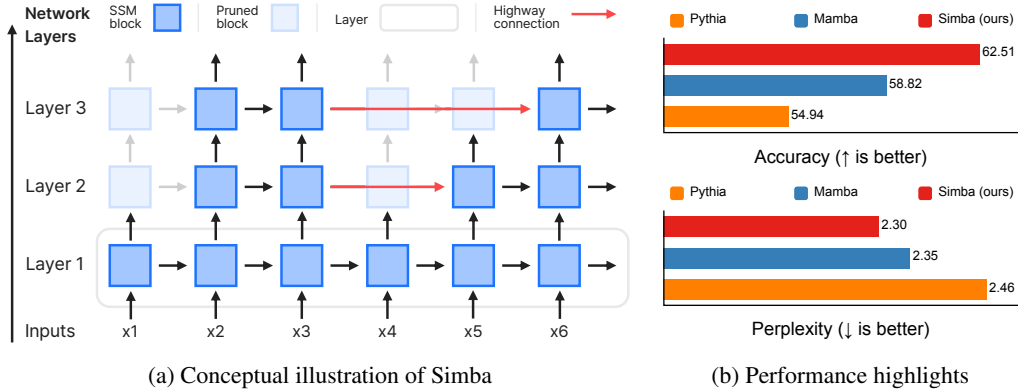 Network
Layers
SSM
block
Pruned
block
Layer
Highway
connection
Layer 3
Layer 2
Layer 1
Inputs
x1 x2 x3 x4 x5 x6
(a) Conceptual illustration of Simba
Pythia Mamba Simba (ours)
62.51
58.82
54.94
Accuracy (↑ is better)
Pythia Mamba Simba (ours)
2.30
2.35
2.46
Perplexity (↓ is better)
(b) Performance highlights